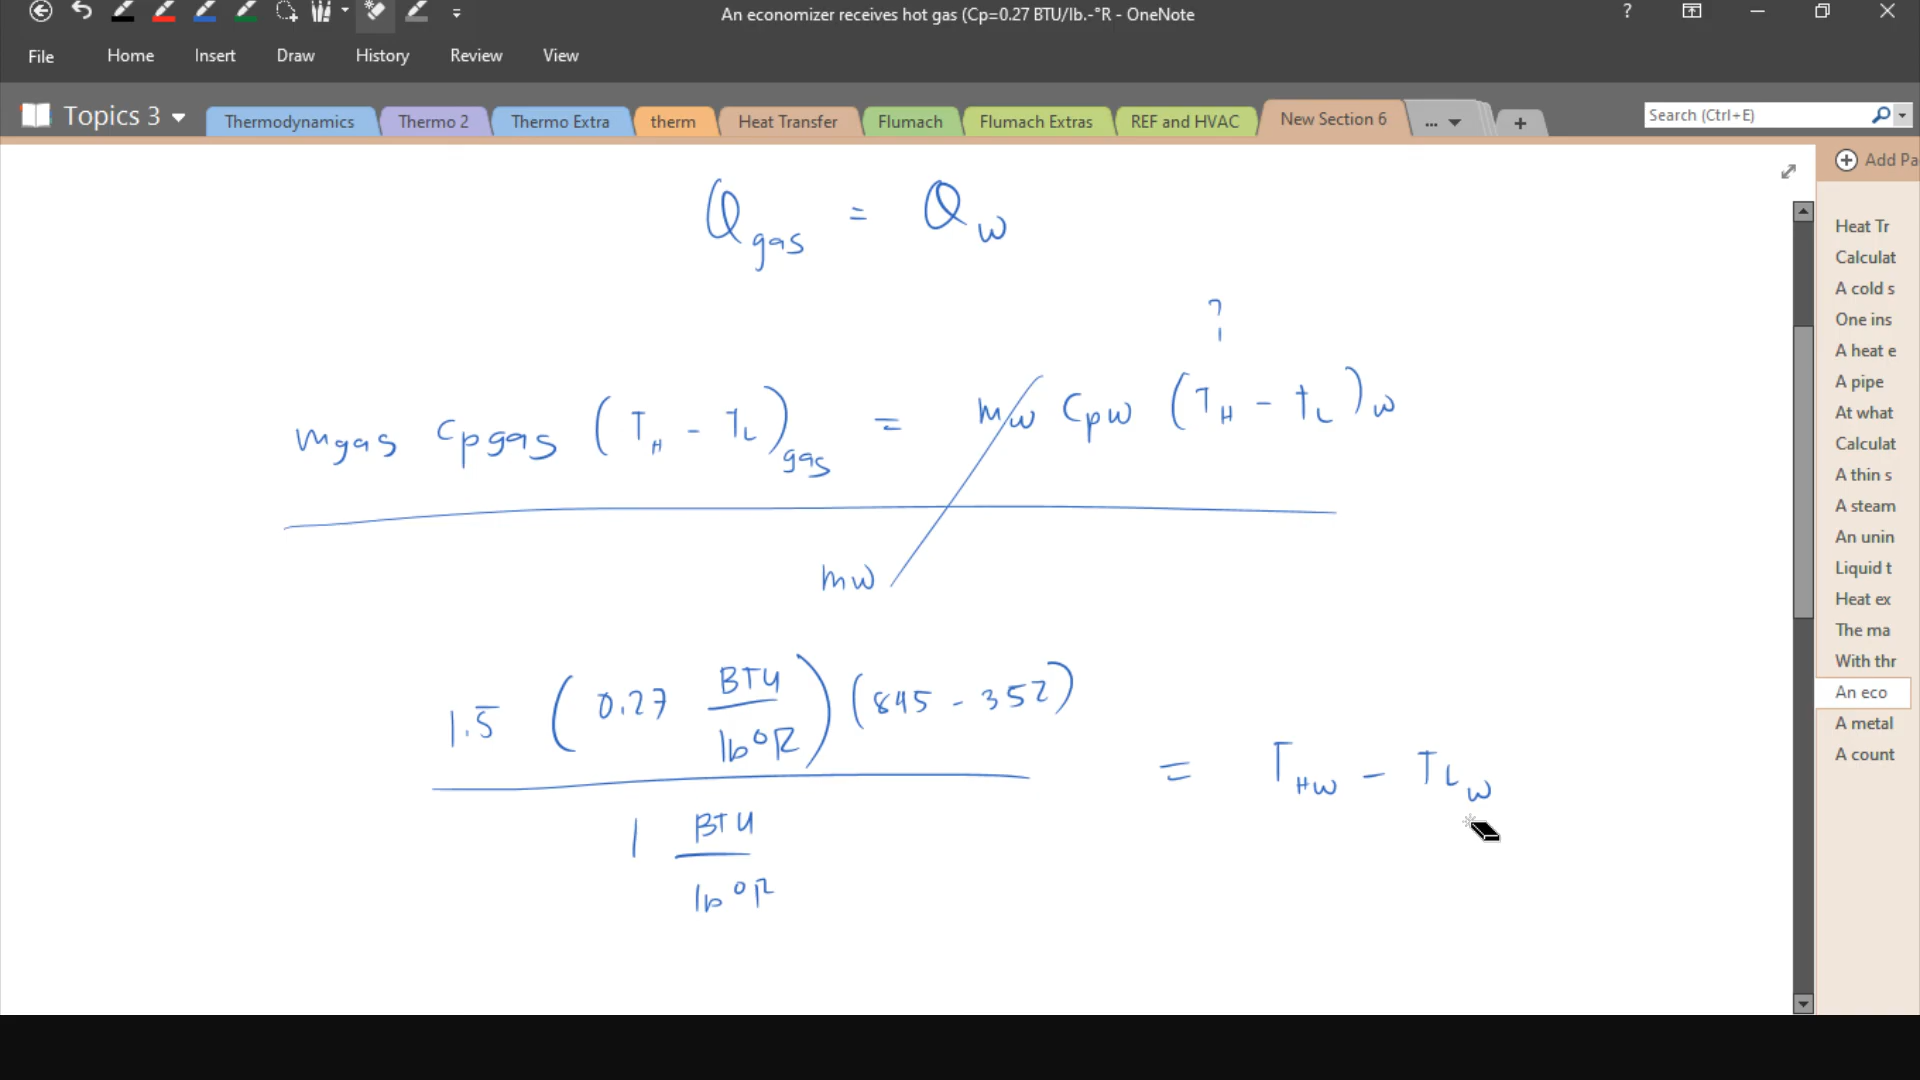 An economizer receives hot gas (Cp=0.27 BTU/lb.-°R - OneNote
?
File Home Insert Draw History Review View
Topics 3 Thermodynamics Thermo 2 Thermo Extra therm Heat Transfer Flumach Flumach Extras REF and HVAC New Section 6 ... + Search (Ctrl+E)
Add Pa
Heat Tr
Calculat
A cold s
One ins
A heat e
A pipe
At what
Calculat
A thin s
A steam
An unin
Liquid t
Heat ex
The ma
With thr
An eco
A metal
A count
Qgas = Qw
?
mgas Cpgas (TH - TL)gas = mw Cpw (TH - tL)w
mw
1.5 (0.27 BTU/lb°R) (845 - 352)
= THw - TLw
1 BTU/lb°R